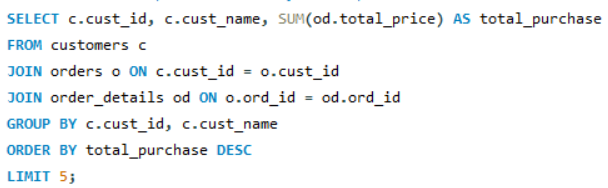 SELECT c.cust_id, c.cust_name, SUM(od.total_price) AS total_purchase
FROM customers c
JOIN orders o ON c.cust_id = o.cust_id
JOIN order_details od ON o.ord_id = od.ord_id
GROUP BY c.cust_id, c.cust_name
ORDER BY total_purchase DESC
LIMIT 5;